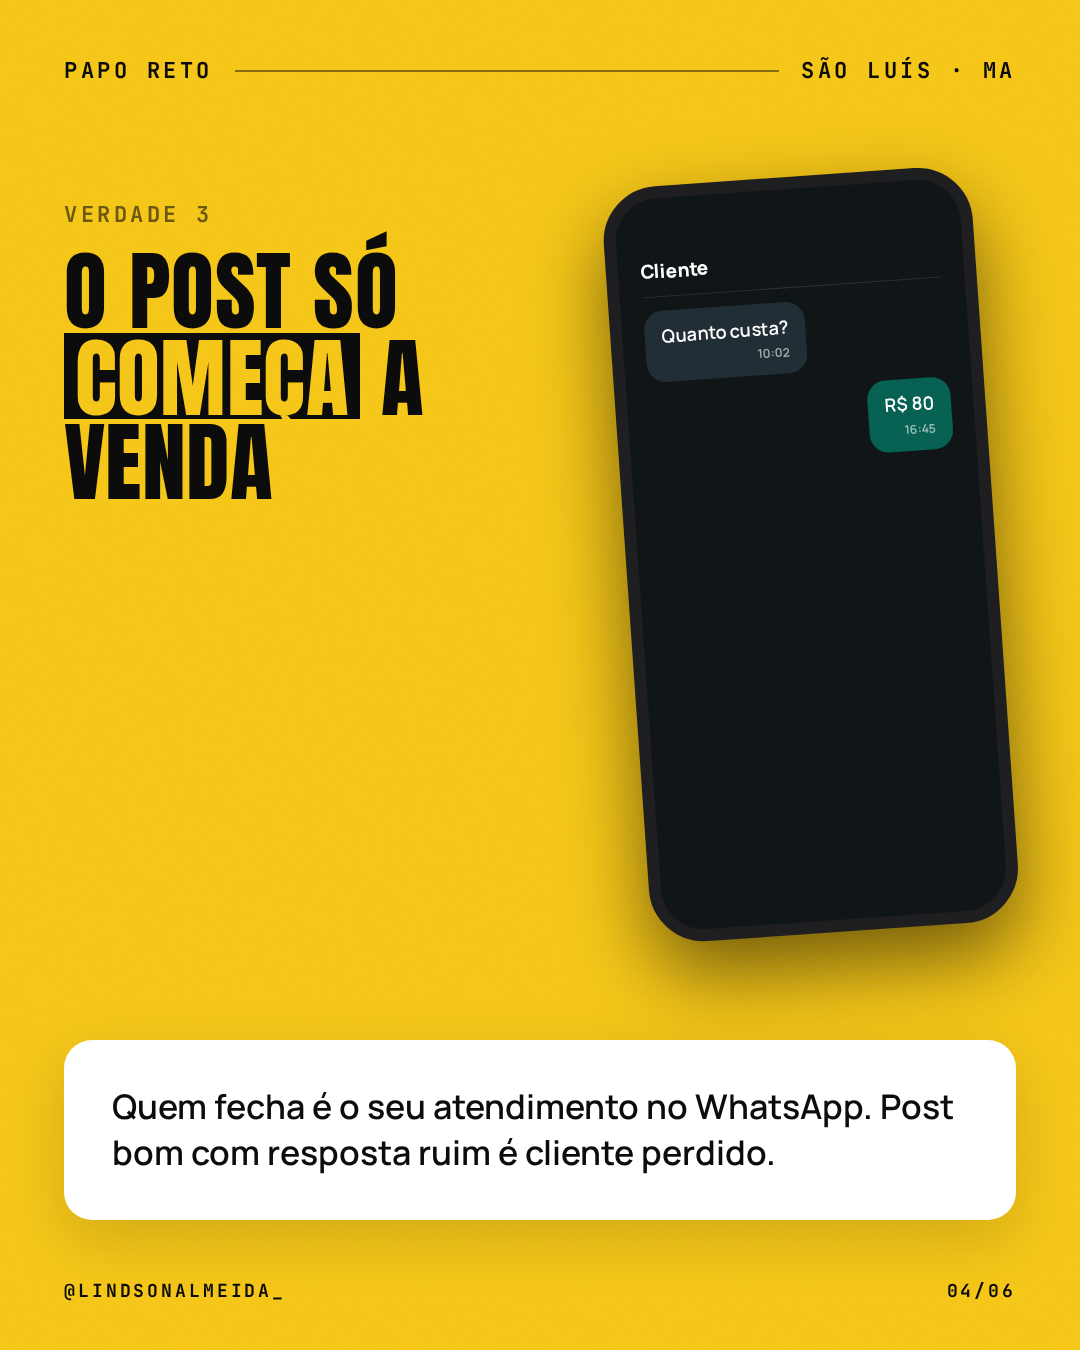 PAPO RETO
SÃO LUÍS · MA
VERDADE 3
O POST SÓ
COMEÇA A
VENDA
Cliente
Quanto custa?
10:02
R$ 80
16:45
Quem fecha é o seu atendimento no WhatsApp. Post
bom com resposta ruim é cliente perdido.
@LINDSONALMEIDA_
04/06